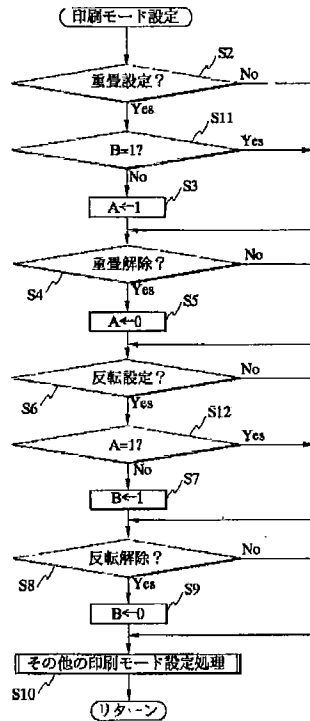 印刷モード設定
S2
重畳設定？
No
Yes
S11
B=1?
Yes
No
S3
A←1
重畳解除？
No
S4
Yes
S5
A←0
反転設定？
No
S6
Yes
S12
A=1?
Yes
No
S7
B←1
反転解除？
No
S8
Yes
S9
B←0
その他の印刷モード設定処理
S10
リターン